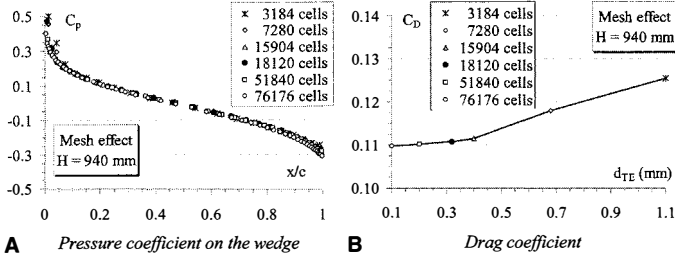 0.5
0.3
0.1
-0.1
-0.3
-0.5
Cp
3184 cells
7280 cells
15904 cells
18120 cells
51840 cells
76176 cells
Mesh effect
H = 940 mm
x/c
0
0.2
0.4
0.6
0.8
1
A Pressure coefficient on the wedge
0.14
0.13
0.12
0.11
0.10
CD
3184 cells
7280 cells
15904 cells
18120 cells
51840 cells
76176 cells
Mesh effect
H = 940 mm
dTE (mm)
0.1
0.3
0.5
0.7
0.9
1.1
B Drag coefficient